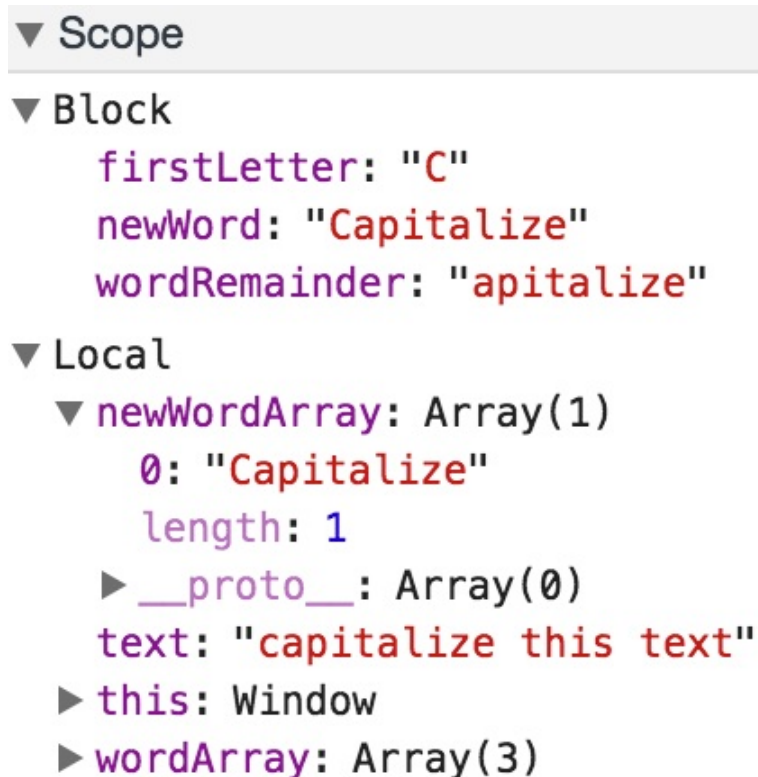 Scope
Block
firstLetter: "C"
newWord: "Capitalize"
wordRemainder: "apitalize"
Local
newWordArray: Array(1)
0: "Capitalize"
length: 1
__proto__: Array(0)
text: "capitalize this text"
this: Window
wordArray: Array(3)